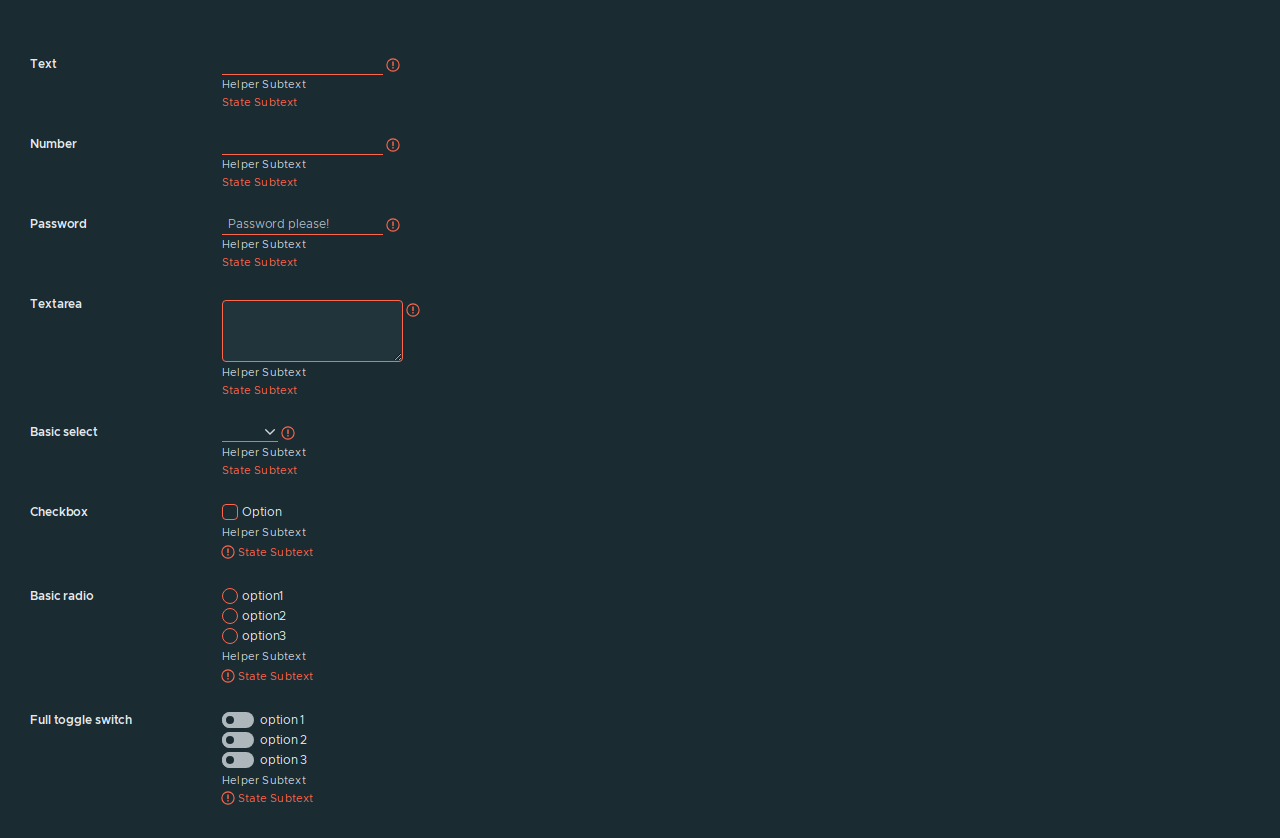 Text
Helper Subtext
State Subtext
Number
Helper Subtext
State Subtext
Password
Password please!
Helper Subtext
State Subtext
Textarea
Helper Subtext
State Subtext
Basic select
Helper Subtext
State Subtext
Checkbox
Option
Helper Subtext
State Subtext
Basic radio
option1
option2
option3
Helper Subtext
State Subtext
Full toggle switch
option 1
option 2
option 3
Helper Subtext
State Subtext